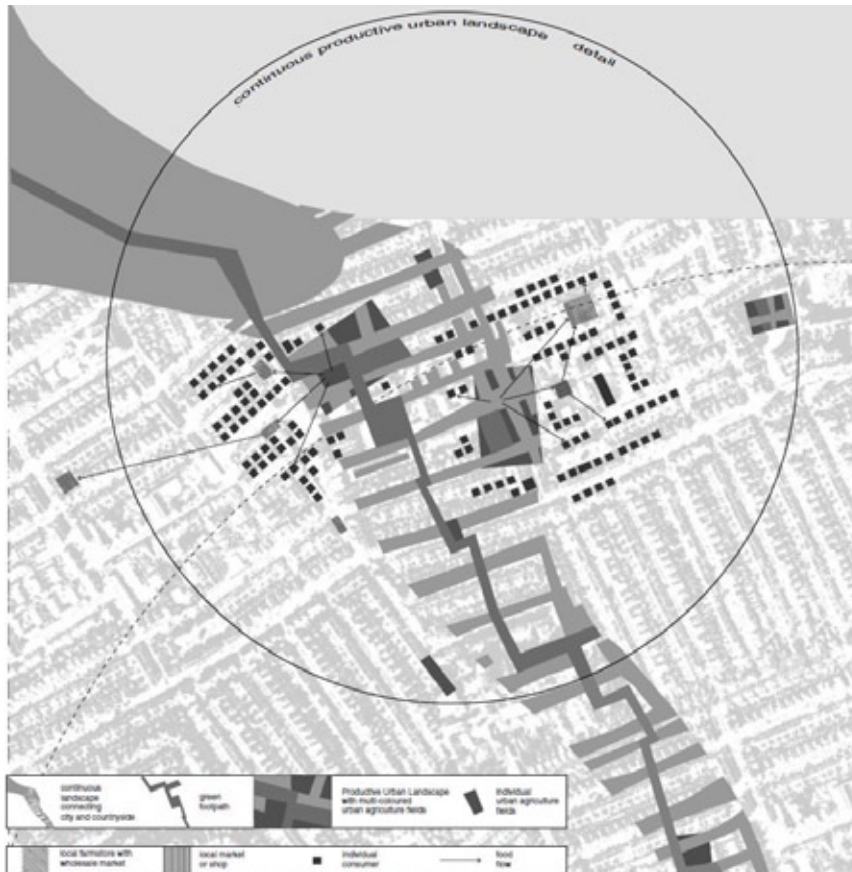 continuous productive urban landscape detail
continuous
landscape
connecting
city and countryside
green
footpath
Productive Urban Landscape
with multi-coloured
urban agriculture fields
individual
urban agriculture
fields
local farmstore with
wholesale market
local market
or shop
individual
consumer
food
flow